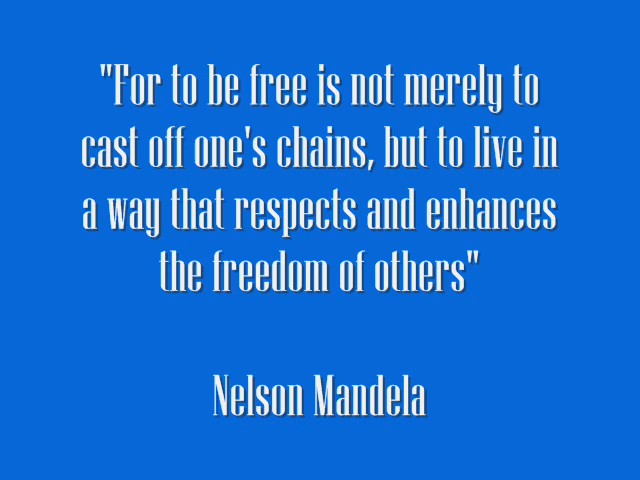 "For to be free is not merely to
cast off one's chains, but to live in
a way that respects and enhances
the freedom of others"
Nelson Mandela